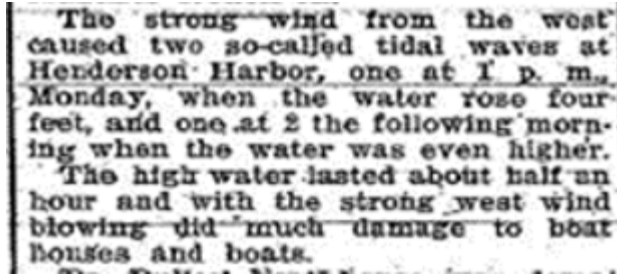 The strong wind from the west
caused two so-called tidal waves at
Henderson Harbor, one at 1 p. m.,
Monday, when the water rose four
feet, and one at 2 the following morn-
ing when the water was even higher.
The high water lasted about half an
hour and with the strong west wind
blowing did much damage to boat
houses and boats.